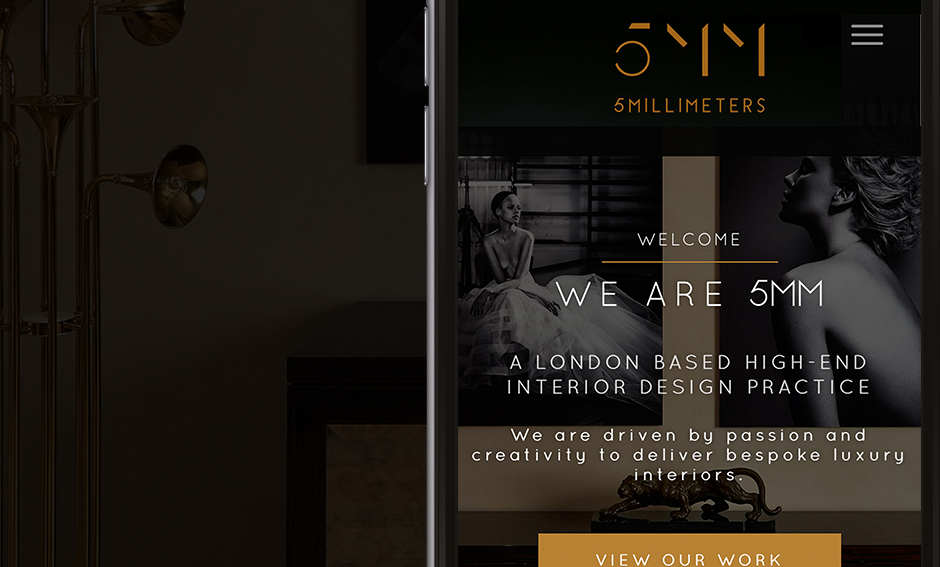 5MM
5MILLIMETERS
WELCOME
WE ARE 5MM
A LONDON BASED HIGH-END
INTERIOR DESIGN PRACTICE
We are driven by passion and
creativity to deliver bespoke luxury
interiors.
VIEW OUR WORK